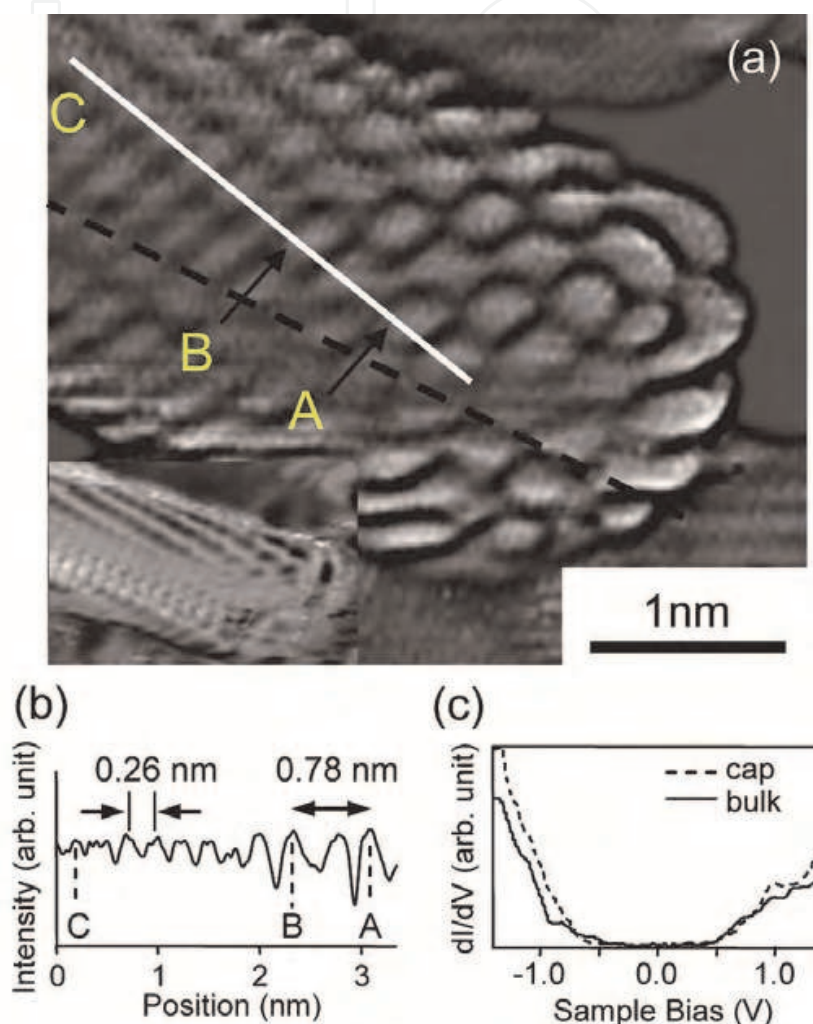 (a)
C
B
A
1nm
(b)
Intensity (arb. unit)
0.26 nm
0.78 nm
C
B
A
0
1
2
3
Position (nm)
(c)
dI/dV (arb. unit)
cap
bulk
-1.0
0.0
1.0
Sample Bias (V)